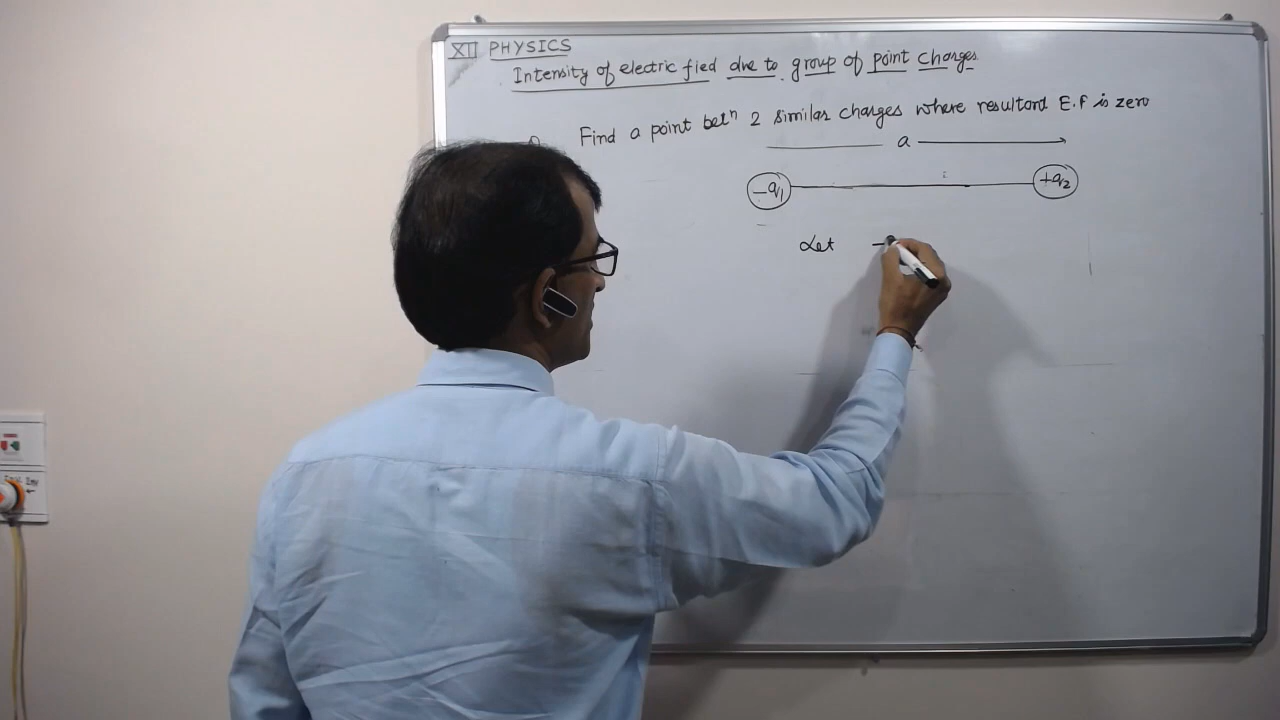 XII PHYSICS
Intensity of electric fied due to group of point charges
Find a point betⁿ 2 similar charges where resultand E.F is zero
a
–q1 +q2
Let